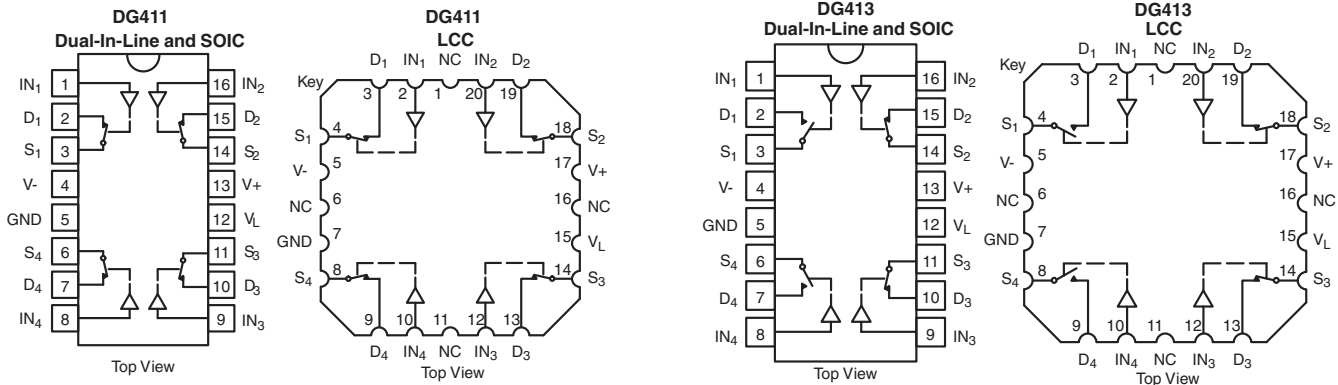 DG411
Dual-In-Line and SOIC
IN1 1 16 IN2
D1 2 15 D2
S1 3 14 S2
V- 4 13 V+
GND 5 12 VL
S4 6 11 S3
D4 7 10 D3
IN4 8 9 IN3
Top View
DG411
LCC
D1 IN1 NC IN2 D2
Key
3 2 1 20 19
S1 4 18 S2
V- 5 17 V+
NC 6 16 NC
GND 7 15 VL
S4 8 14 S3
9 10 11 12 13
D4 IN4 NC IN3 D3
Top View
DG413
Dual-In-Line and SOIC
IN1 1 16 IN2
D1 2 15 D2
S1 3 14 S2
V- 4 13 V+
GND 5 12 VL
S4 6 11 S3
D4 7 10 D3
IN4 8 9 IN3
Top View
DG413
LCC
D1 IN1 NC IN2 D2
Key
3 2 1 20 19
S1 4 18 S2
V- 5 17 V+
NC 6 16 NC
GND 7 15 VL
S4 8 14 S3
9 10 11 12 13
D4 IN4 NC IN3 D3
Top View